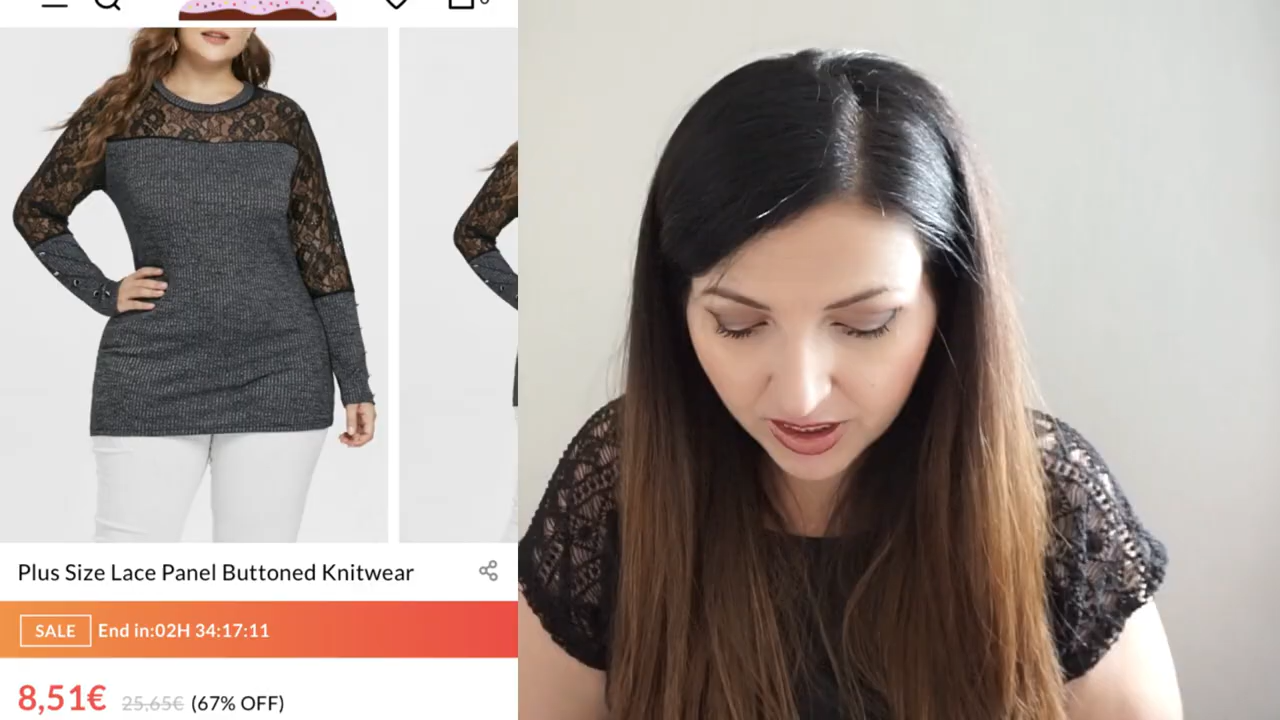 Plus Size Lace Panel Buttoned Knitwear
SALE End in:02H 34:17:11
8,51€ 25,65€ (67% OFF)